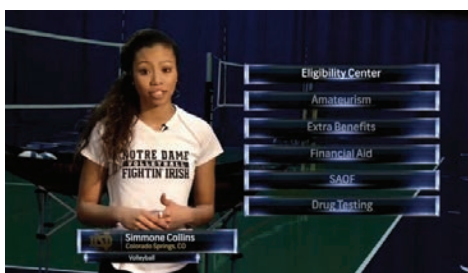 Eligibility Center
Amateurism
Extra Benefits
Financial Aid
SAOF
Drug Testing
NOTRE DAME
VOLLEYBALL
FIGHTIN IRISH
Simmone Collins
Colorado Springs, CO
Volleyball